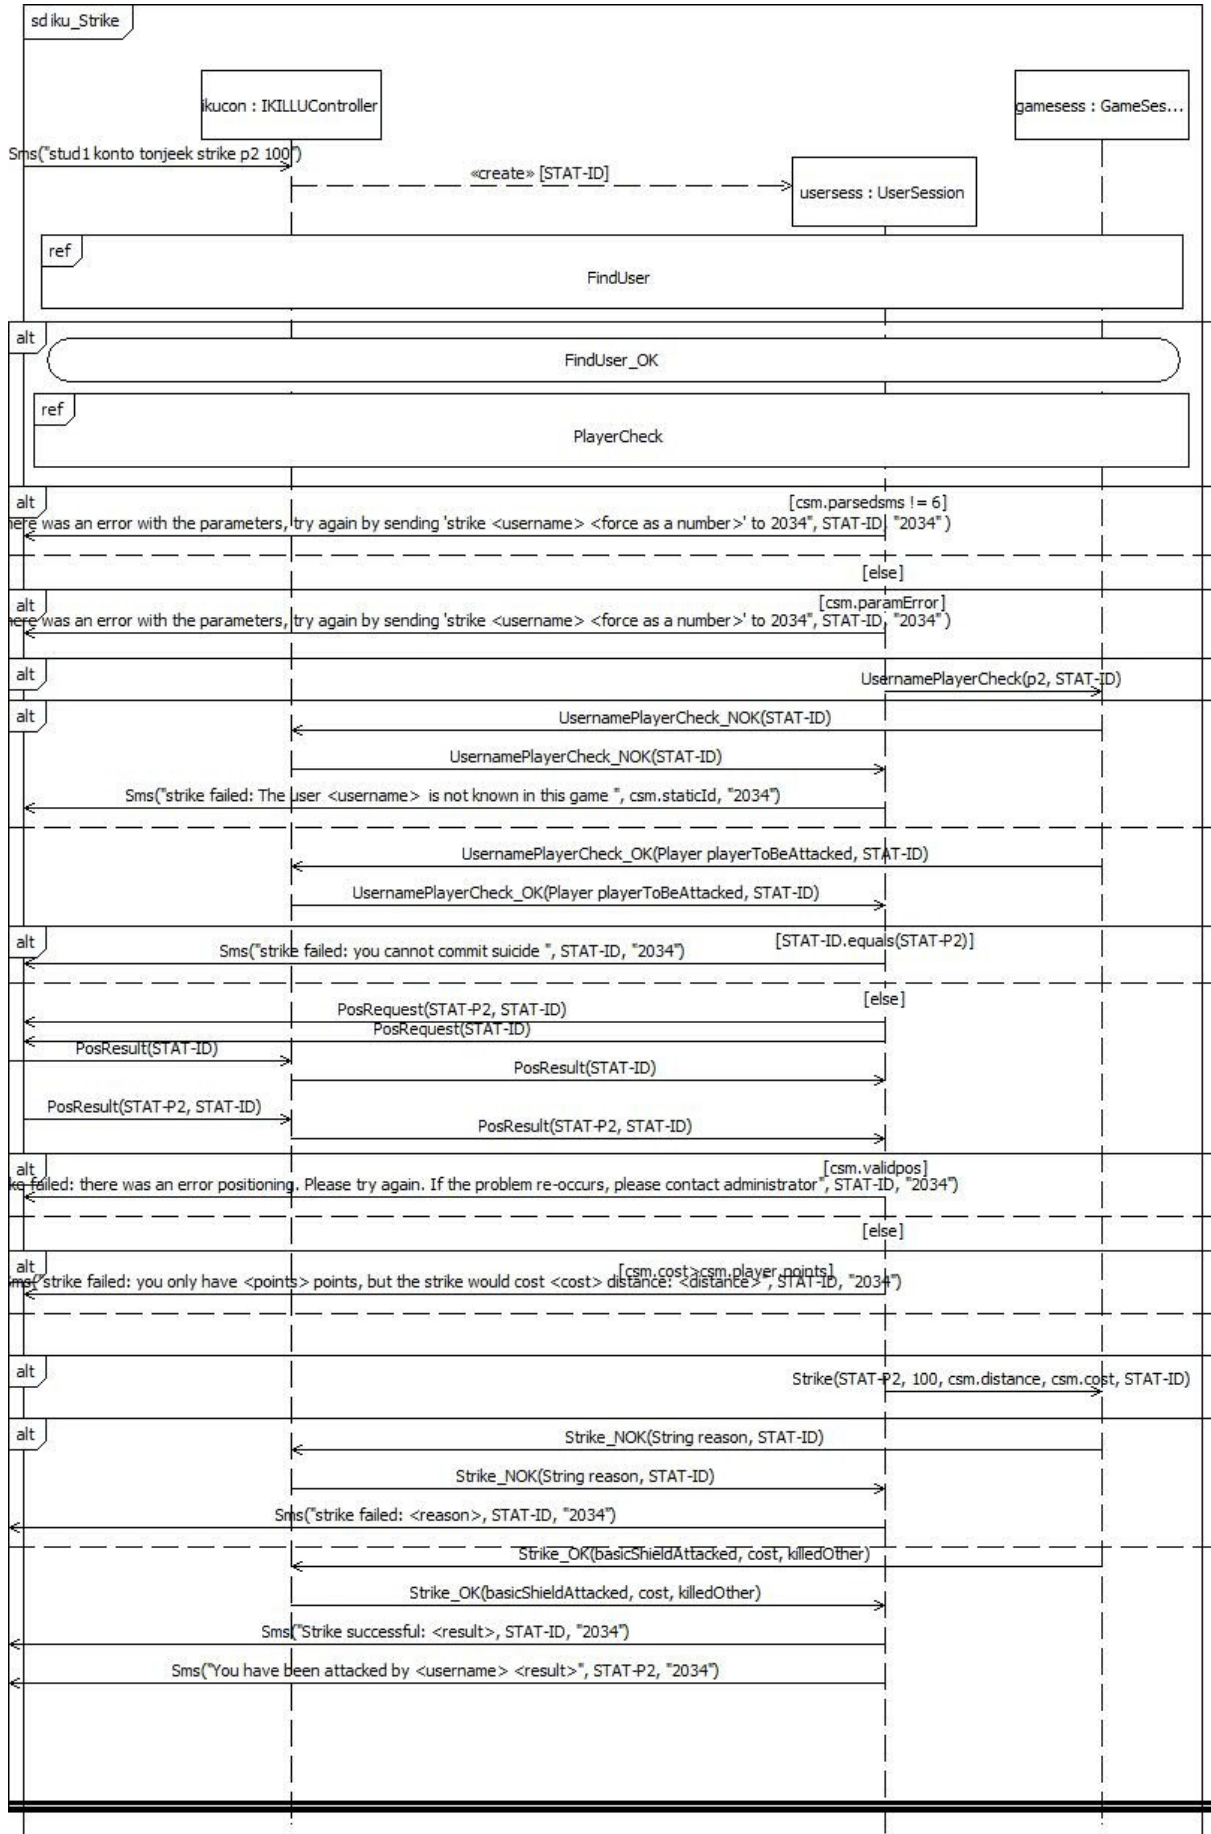 sd iku_Strike
ikucon : IKILLUController
gamesess : GameSes...
Sms("stud1 konto tonjeek strike p2 100")
«create» [STAT-ID]
usersess : UserSession
ref
FindUser
alt
FindUser_OK
ref
PlayerCheck
alt
[csm.parsedsms != 6]
ere was an error with the parameters, try again by sending 'strike <username> <force as a number>' to 2034", STAT-ID, "2034" )
[else]
alt
[csm.paramError]
here was an error with the parameters, try again by sending 'strike <username> <force as a number>' to 2034", STAT-ID, "2034" )
alt
UsernamePlayerCheck(p2, STAT-ID)
alt
UsernamePlayerCheck_NOK(STAT-ID)
UsernamePlayerCheck_NOK(STAT-ID)
Sms("strike failed: The user <username> is not known in this game ", csm.staticId, "2034")
UsernamePlayerCheck_OK(Player playerToBeAttacked, STAT-ID)
UsernamePlayerCheck_OK(Player playerToBeAttacked, STAT-ID)
alt
[STAT-ID.equals(STAT-P2)]
Sms("strike failed: you cannot commit suicide ", STAT-ID, "2034")
[else]
PosRequest(STAT-P2, STAT-ID)
PosRequest(STAT-ID)
PosResult(STAT-ID)
PosResult(STAT-ID)
PosResult(STAT-P2, STAT-ID)
PosResult(STAT-P2, STAT-ID)
alt
[csm.validpos]
ke failed: there was an error positioning. Please try again. If the problem re-occurs, please contact administrator", STAT-ID, "2034")
[else]
alt
[csm.cost>csm.player.points]
Sms("strike failed: you only have <points> points, but the strike would cost <cost> distance: <distance>", STAT-ID, "2034")
alt
Strike(STAT-P2, 100, csm.distance, csm.cost, STAT-ID)
alt
Strike_NOK(String reason, STAT-ID)
Strike_NOK(String reason, STAT-ID)
Sms("strike failed: <reason>, STAT-ID, "2034")
Strike_OK(basicShieldAttacked, cost, killedOther)
Strike_OK(basicShieldAttacked, cost, killedOther)
Sms("Strike successful: <result>, STAT-ID, "2034")
Sms("You have been attacked by <username> <result>", STAT-P2, "2034")